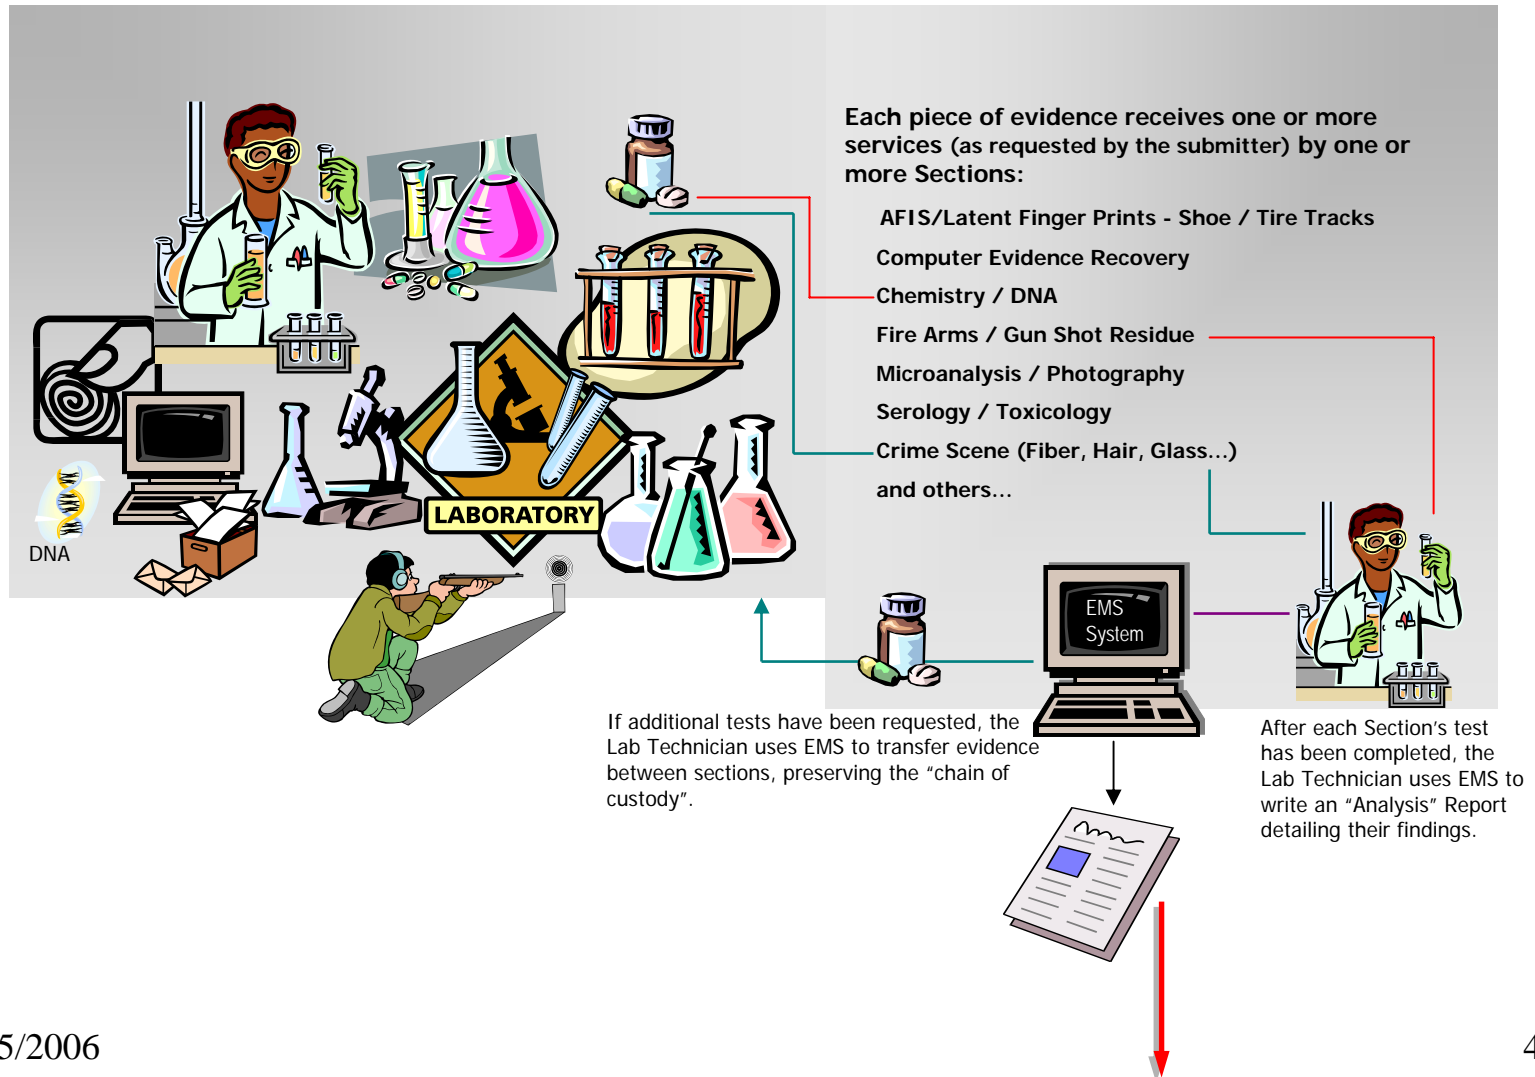 Each piece of evidence receives one or more
services (as requested by the submitter) by one or
more Sections:
AFIS/Latent Finger Prints - Shoe / Tire Tracks
Computer Evidence Recovery
Chemistry / DNA
Fire Arms / Gun Shot Residue
Microanalysis / Photography
Serology / Toxicology
Crime Scene (Fiber, Hair, Glass...)
and others...
LABORATORY
DNA
EMS
System
If additional tests have been requested, the
Lab Technician uses EMS to transfer evidence
between sections, preserving the “chain of
custody”.
After each Section’s test
has been completed, the
Lab Technician uses EMS to
write an “Analysis” Report
detailing their findings.
5/2006
4